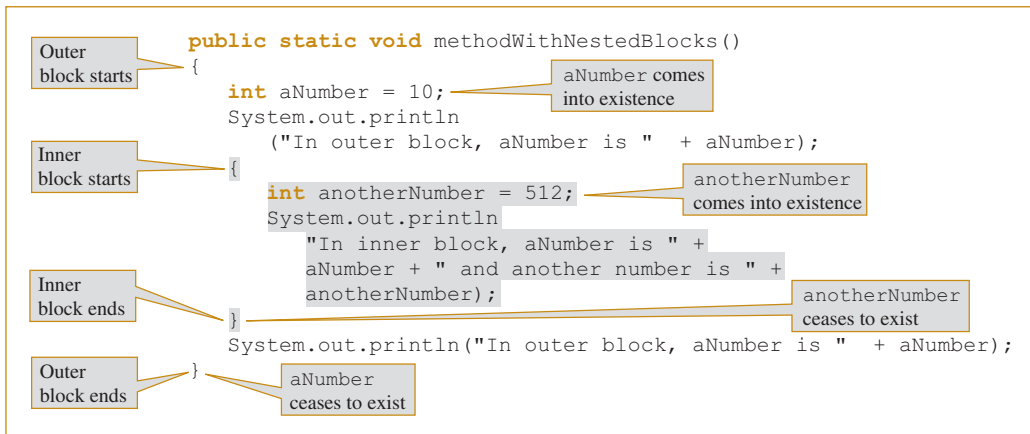 public static void methodWithNestedBlocks()
Outer
block starts
{
int aNumber = 10;
aNumber comes
into existence
System.out.println
("In outer block, aNumber is "  + aNumber);
Inner
block starts
{
int anotherNumber = 512;
anotherNumber
comes into existence
System.out.println
"In inner block, aNumber is " +
aNumber + " and another number is " +
anotherNumber);
Inner
block ends
}
anotherNumber
ceases to exist
System.out.println("In outer block, aNumber is "  + aNumber);
Outer
block ends
}
aNumber
ceases to exist